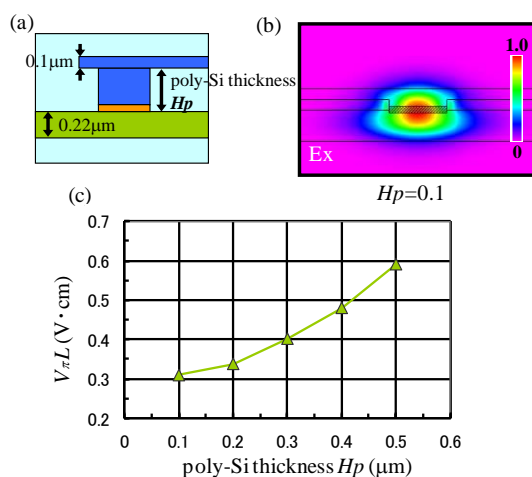 (a)
0.1μm
poly-Si thickness
Hp
0.22μm
(b)
1.0
0
Ex
Hp=0.1
(c)
VπL (V·cm)
0.7
0.6
0.5
0.4
0.3
0.2
0 0.1 0.2 0.3 0.4 0.5 0.6
poly-Si thickness Hp (μm)